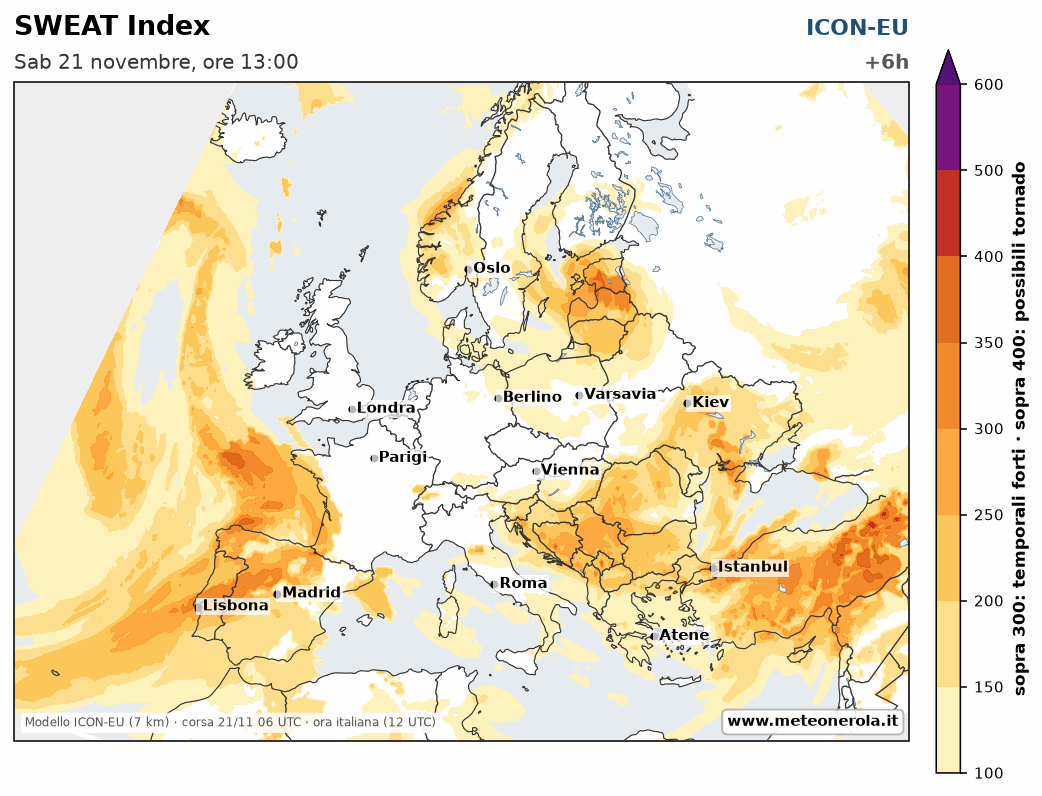 SWEAT Index
ICON-EU
Sab 21 novembre, ore 13:00
+6h
Oslo
Londra
Berlino
Varsavia
Kiev
Parigi
Vienna
Istanbul
Roma
Madrid
Lisbona
Atene
Modello ICON-EU (7 km) · corsa 21/11 06 UTC · ora italiana (12 UTC)
www.meteonerola.it
600
500
400
350
300
250
200
150
100
sopra 300: temporali forti · sopra 400: possibili tornado